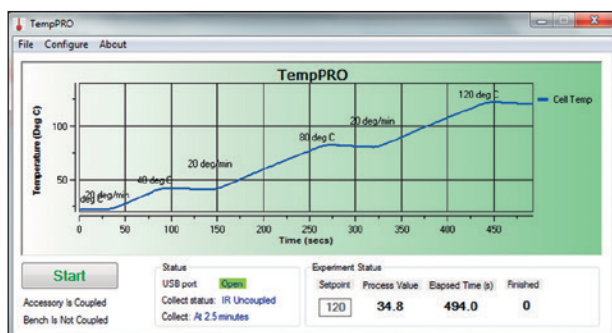 TempPRO
File Configure About
TempPRO
120 deg C
Cell Temp
20 deg/min
80 deg C
20 deg/min
40 deg C
20 deg/min
deg C
Temperature (Deg C)
100
50
0 50 100 150 200 250 300 350 400 450
Time (secs)
Start
Accessory Is Coupled
Bench Is Not Coupled
Status
USB port Open
Collect status: IR Uncoupled
Collect: At 2.5 minutes
Experiment Status
Setpoint Process Value Elapsed Time (s) Finished
120 34.8 494.0 0